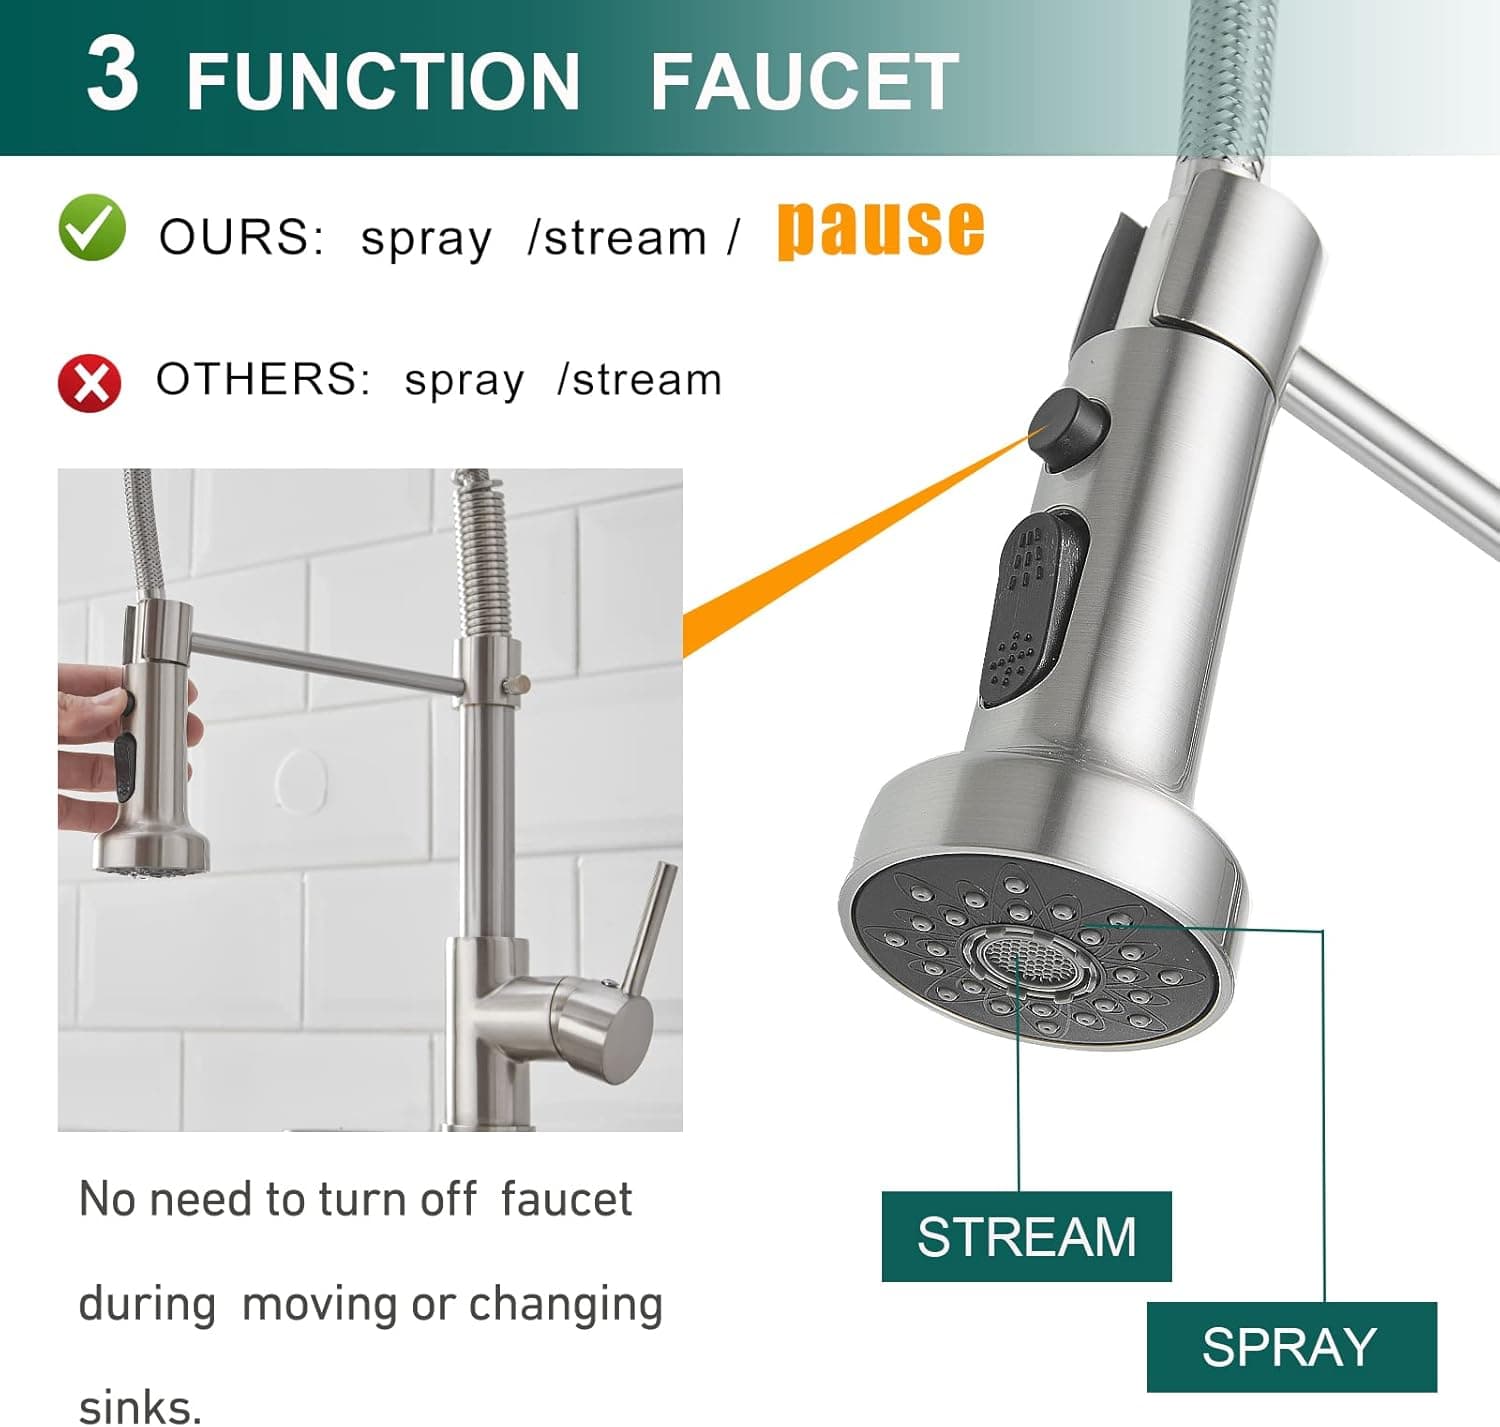 3 FUNCTION FAUCET
OURS: spray /stream / pause
OTHERS: spray /stream
No need to turn off faucet
during moving or changing
sinks.
STREAM
SPRAY